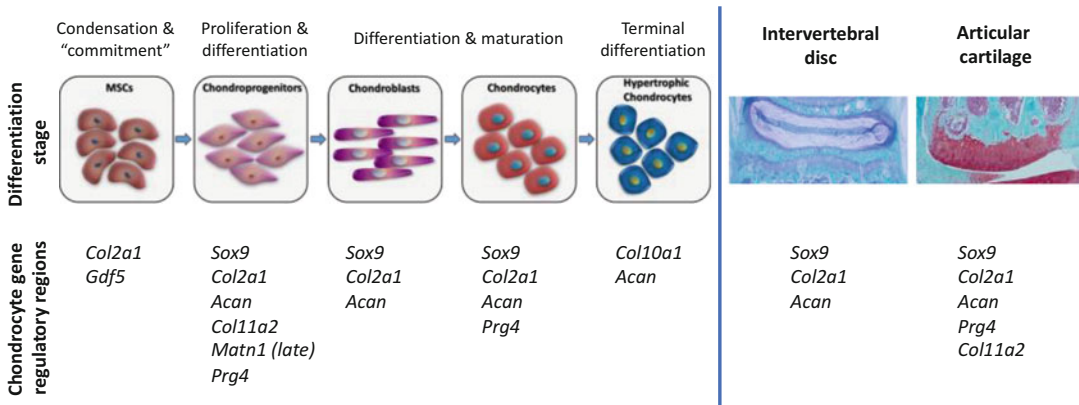 Condensation &
“commitment”
Proliferation &
differentiation
Differentiation & maturation
Terminal
differentiation
Intervertebral
disc
Articular
cartilage
Differentiation
stage
MSCs
Chondroprogenitors
Chondroblasts
Chondrocytes
Hypertrophic
Chondrocytes
Chondrocyte gene
regulatory regions
Col2a1
Gdf5
Sox9
Col2a1
Acan
Col11a2
Matn1 (late)
Prg4
Sox9
Col2a1
Acan
Sox9
Col2a1
Acan
Prg4
Col10a1
Acan
Sox9
Col2a1
Acan
Sox9
Col2a1
Acan
Prg4
Col11a2